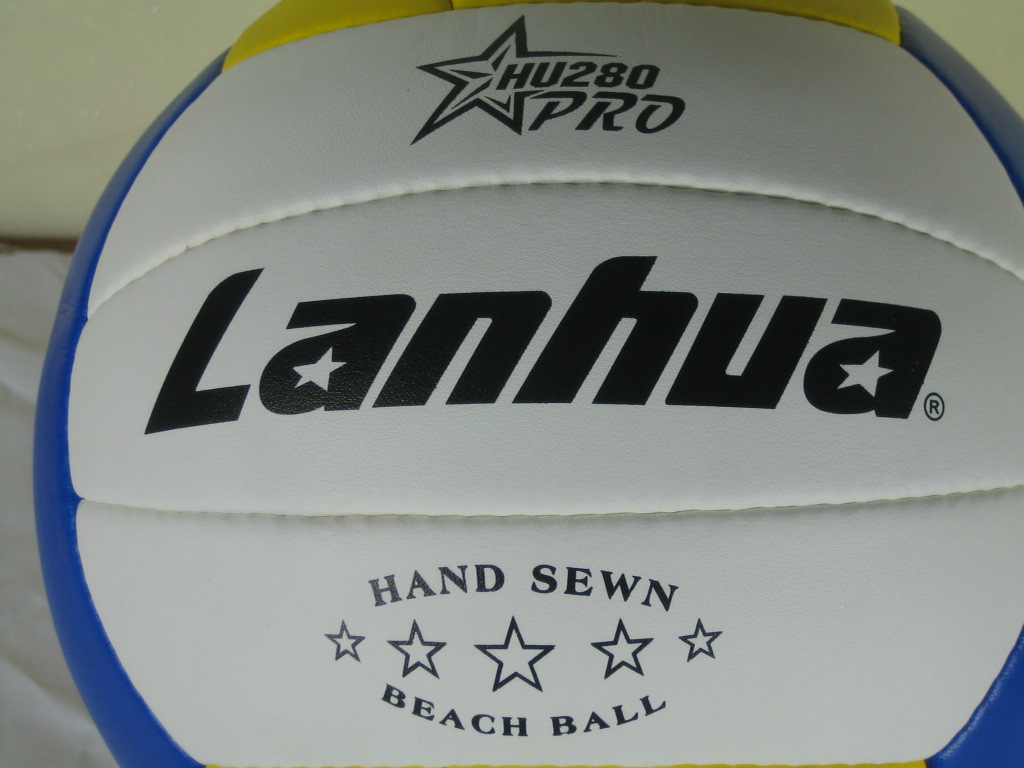 HU280
PRO
Lanhua®
HAND SEWN
BEACH BALL